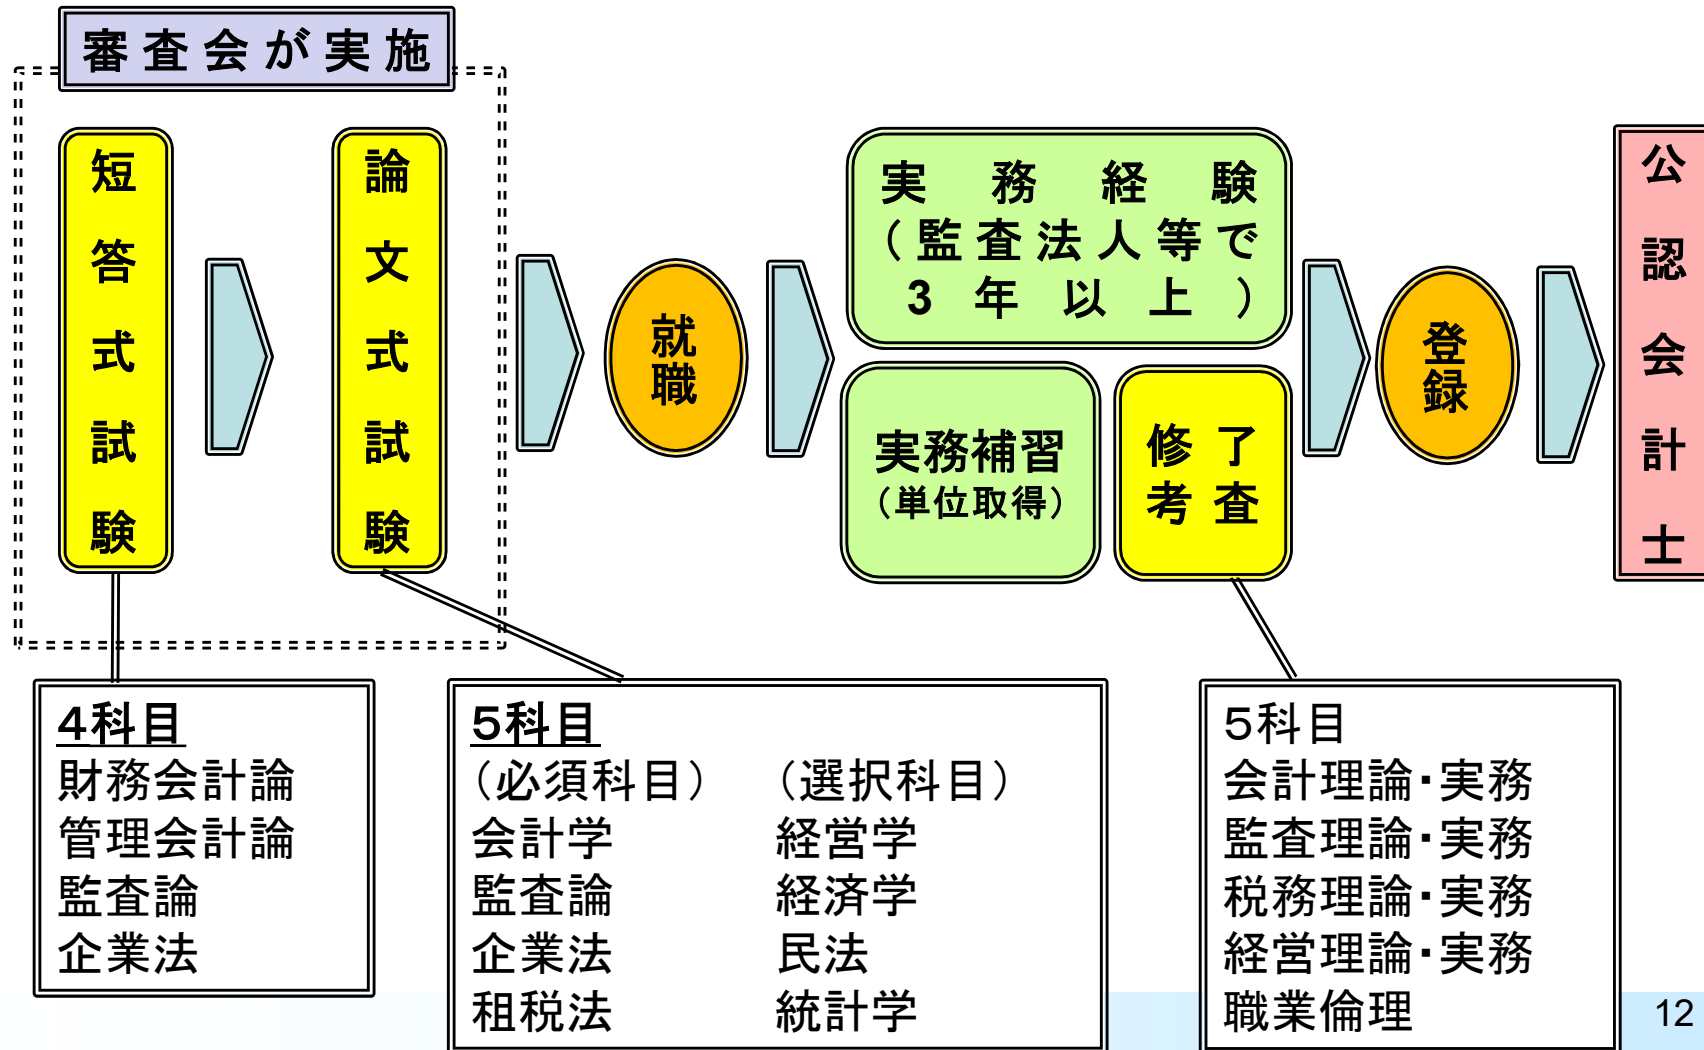 審査会が実施
短答式試験
論文式試験
就職
実務経験
（監査法人等で
3年以上）
実務補習
（単位取得）
修了
考査
登録
公認会計士
４科目
財務会計論
管理会計論
監査論
企業法
５科目
（必須科目）　（選択科目）
会計学　経営学
監査論　経済学
企業法　民法
租税法　統計学
５科目
会計理論・実務
監査理論・実務
税務理論・実務
経営理論・実務
職業倫理
12